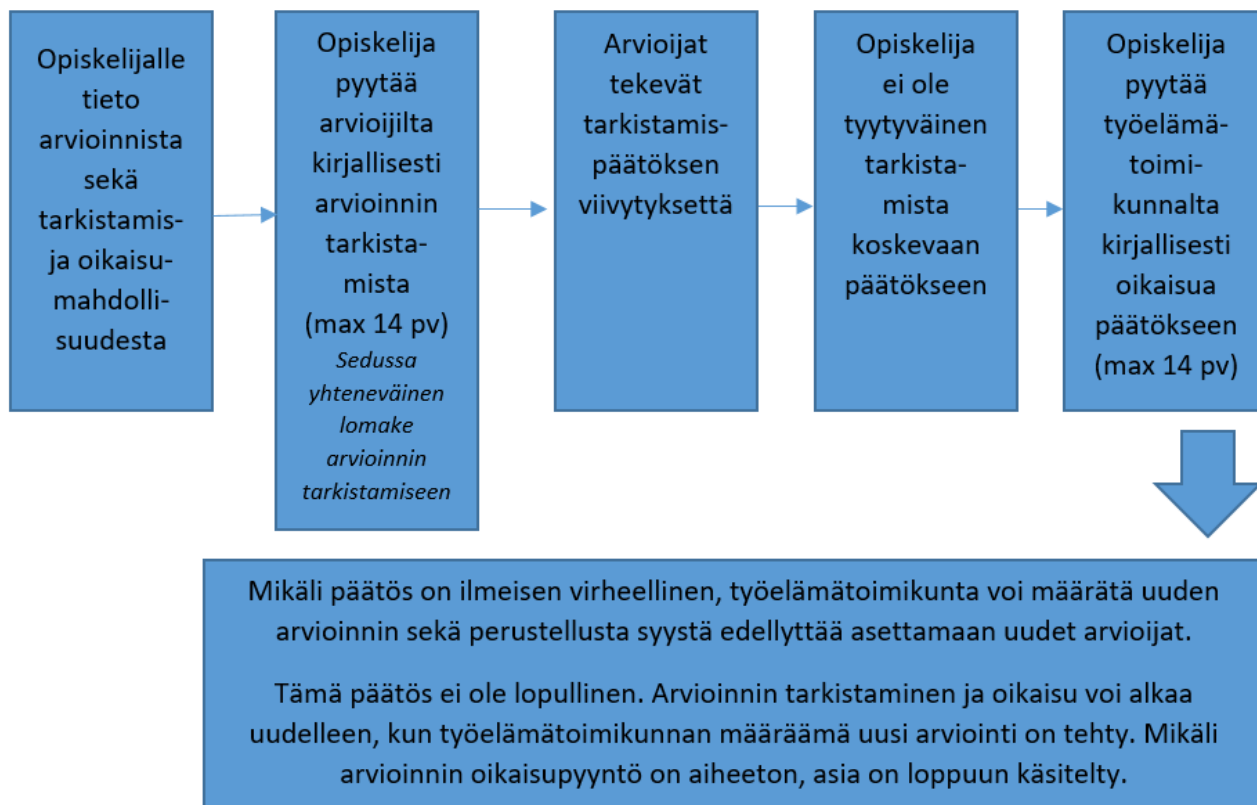 Opiskelijalle
tieto
arvioinnista
sekä
tarkistamis-
ja oikaisu-
mahdolli-
suudesta
Opiskelija
pyytää
arvioijilta
kirjallisesti
arvioinnin
tarkista-
mista
(max 14 pv)
Sedussa
yhteneväinen
lomake
arvioinnin
tarkistamiseen
Arvioijat
tekevät
tarkistamis-
päätöksen
viivytyksettä
Opiskelija
ei ole
tyytyväinen
tarkista-
mista
koskevaan
päätökseen
Opiskelija
pyytää
työelämä-
toimi-
kunnalta
kirjallisesti
oikaisua
päätökseen
(max 14 pv)
Mikäli päätös on ilmeisen virheellinen, työelämätoimikunta voi määrätä uuden
arvioinnin sekä perustellusta syystä edellyttää asettamaan uudet arvioijat.
Tämä päätös ei ole lopullinen. Arvioinnin tarkistaminen ja oikaisu voi alkaa
uudelleen, kun työelämätoimikunnan määräämä uusi arviointi on tehty. Mikäli
arvioinnin oikaisupyyntö on aiheeton, asia on loppuun käsitelty.